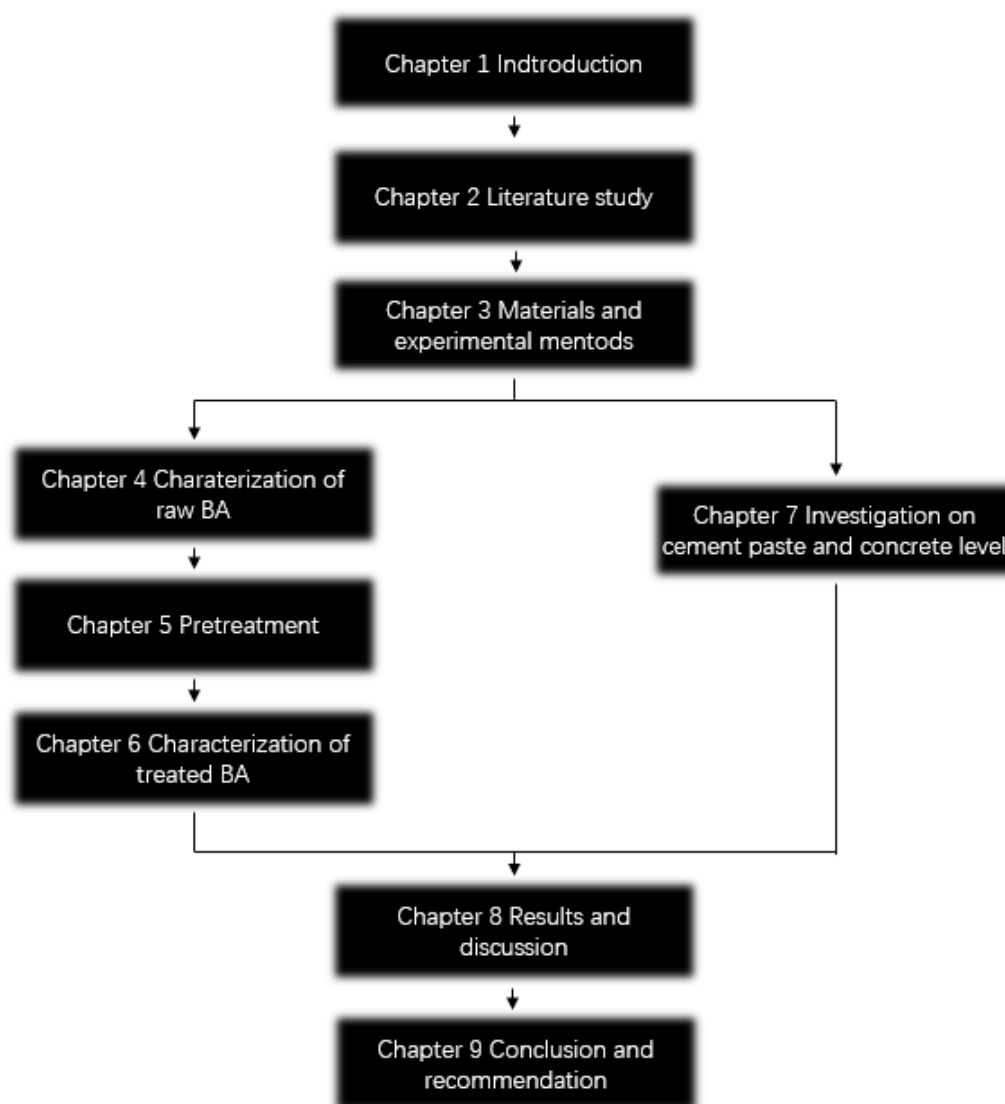 Chapter 1 Indtroduction
Chapter 2 Literature study
Chapter 3 Materials and
experimental mentods
Chapter 4 Charaterization of
raw BA
Chapter 5 Pretreatment
Chapter 6 Characterization of
treated BA
Chapter 7 Investigation on
cement paste and concrete level
Chapter 8 Results and
discussion
Chapter 9 Conclusion and
recommendation